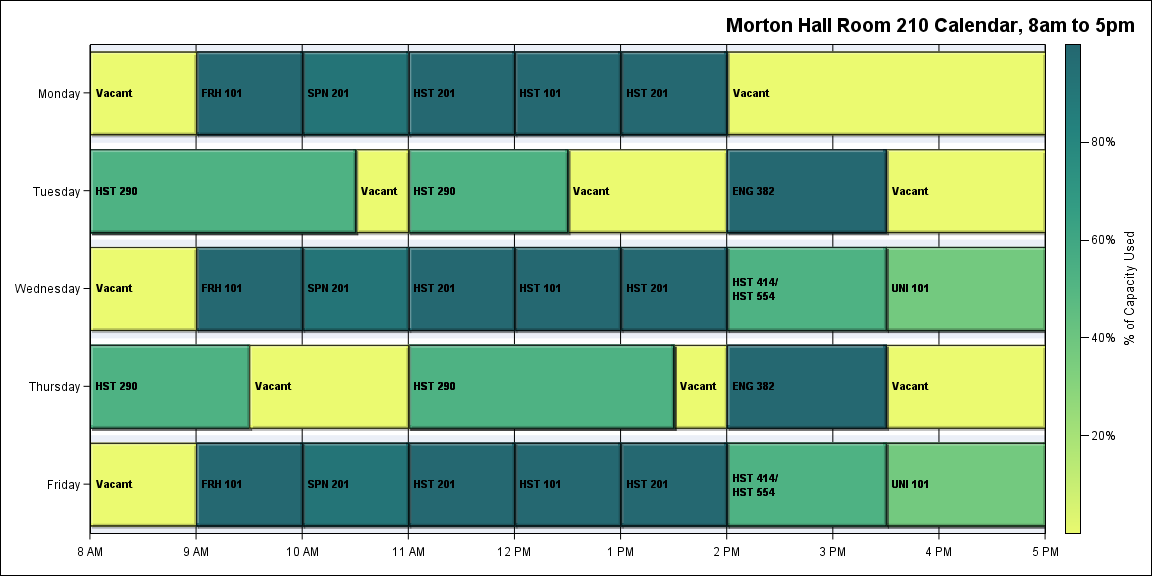 Morton Hall Room 210 Calendar, 8am to 5pm
Monday
Vacant
FRH 101
SPN 201
HST 201
HST 101
HST 201
Vacant
Tuesday
HST 290
Vacant
HST 290
Vacant
ENG 382
Vacant
Wednesday
Vacant
FRH 101
SPN 201
HST 201
HST 101
HST 201
HST 414/
HST 554
UNI 101
Thursday
HST 290
Vacant
HST 290
Vacant
ENG 382
Vacant
Friday
Vacant
FRH 101
SPN 201
HST 201
HST 101
HST 201
HST 414/
HST 554
UNI 101
8 AM
9 AM
10 AM
11 AM
12 PM
1 PM
2 PM
3 PM
4 PM
5 PM
80%
60%
40%
20%
% of Capacity Used